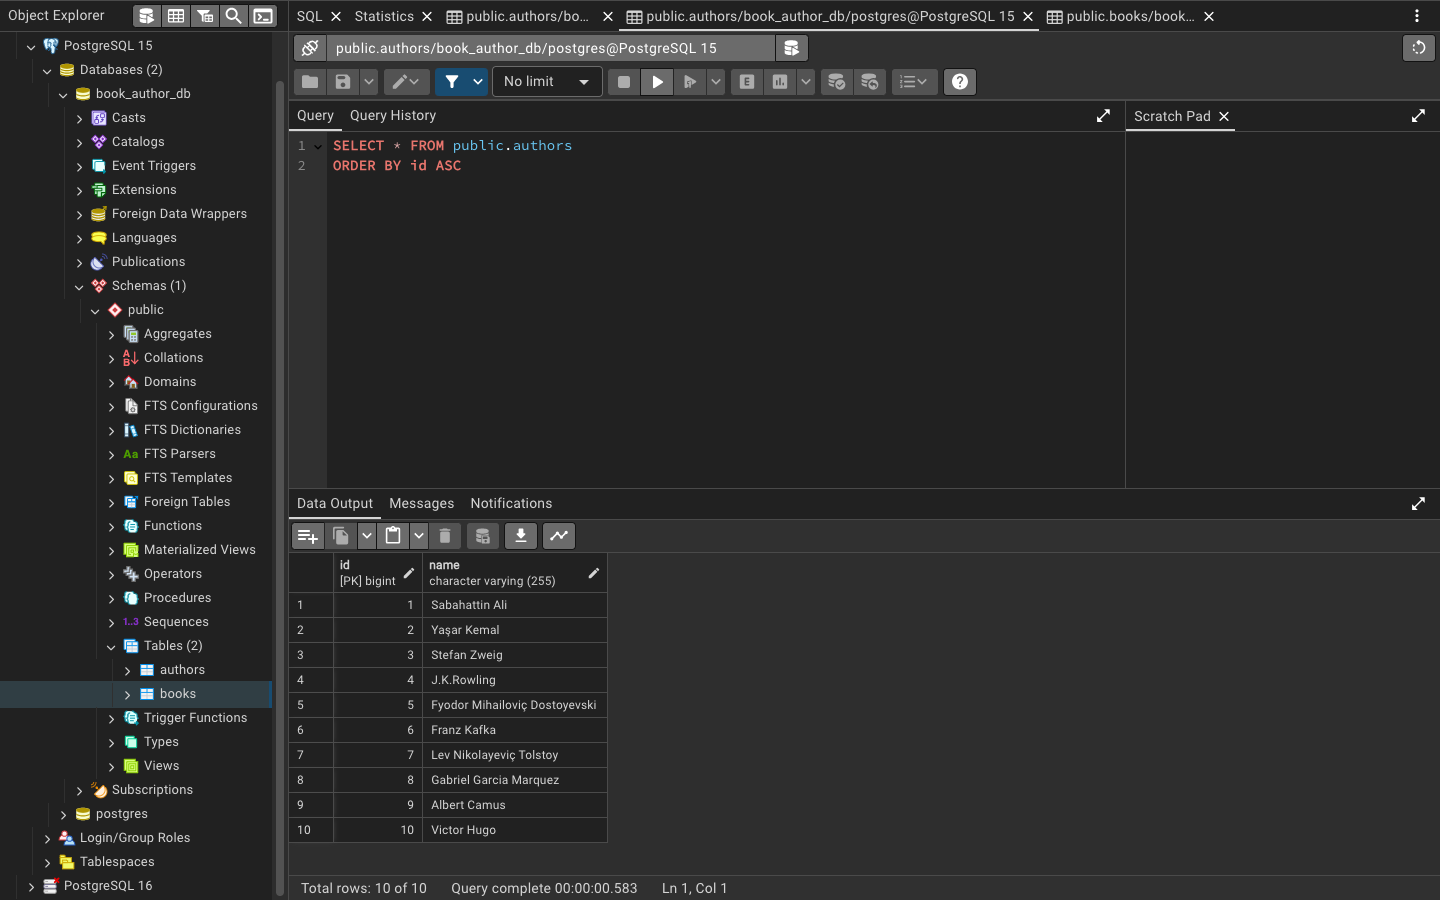 Object Explorer
PostgreSQL 15
Databases (2)
book_author_db
Casts
Catalogs
Event Triggers
Extensions
Foreign Data Wrappers
Languages
Publications
Schemas (1)
public
Aggregates
Collations
Domains
FTS Configurations
FTS Dictionaries
Aa FTS Parsers
FTS Templates
Foreign Tables
Functions
Materialized Views
Operators
Procedures
1..3 Sequences
Tables (2)
authors
books
Trigger Functions
Types
Views
Subscriptions
postgres
Login/Group Roles
Tablespaces
PostgreSQL 16
SQL Statistics public.authors/bo... public.authors/book_author_db/postgres@PostgreSQL 15 public.books/book...
public.authors/book_author_db/postgres@PostgreSQL 15
No limit E
Query Query History
1 SELECT * FROM public.authors
2 ORDER BY id ASC
Scratch Pad
Data Output Messages Notifications
id name
[PK] bigint character varying (255)
1 1 Sabahattin Ali
2 2 Yaşar Kemal
3 3 Stefan Zweig
4 4 J.K.Rowling
5 5 Fyodor Mihailoviç Dostoyevski
6 6 Franz Kafka
7 7 Lev Nikolayeviç Tolstoy
8 8 Gabriel Garcia Marquez
9 9 Albert Camus
10 10 Victor Hugo
Total rows: 10 of 10 Query complete 00:00:00.583 Ln 1, Col 1